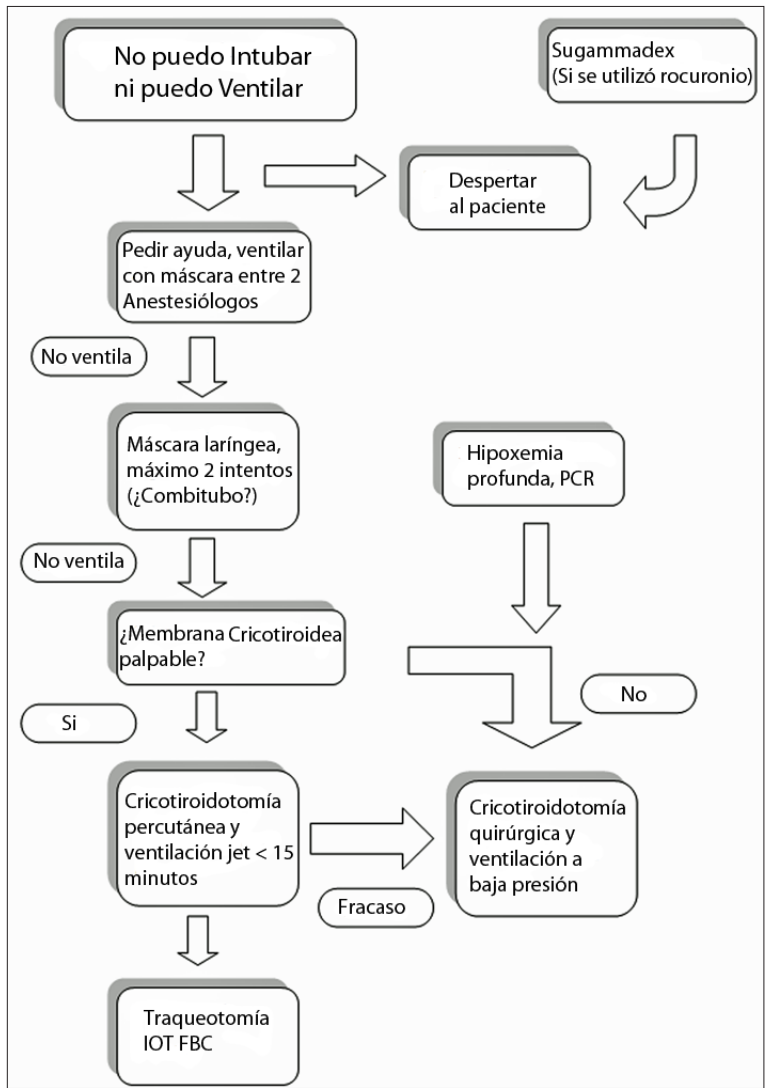 No puedo Intubar
ni puedo Ventilar
Sugammadex
(Si se utilizó rocuronio)
Despertar
al paciente
Pedir ayuda, ventilar
con máscara entre 2
Anestesiólogos
No ventila
Máscara laríngea,
máximo 2 intentos
(¿Combitubo?)
Hipoxemia
profunda, PCR
No ventila
¿Membrana Cricotiroidea
palpable?
Si
No
Cricotiroidotomía
percutánea y
ventilación jet < 15
minutos
Cricotiroidotomía
quirúrgica y
ventilación a
baja presión
Fracaso
Traqueotomía
IOT FBC